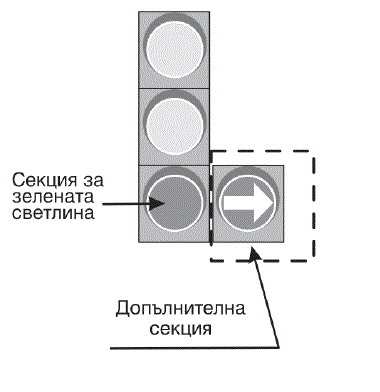 Секция за
зелената
светлина
Допълнителна
секция